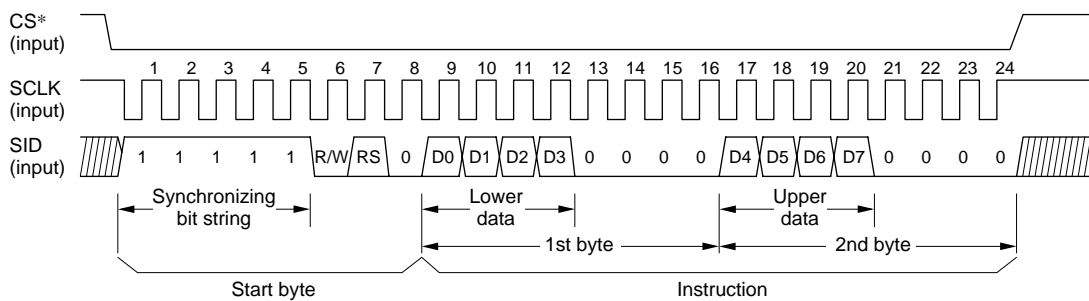 CS*
(input)
1 2 3 4 5 6 7 8 9 10 11 12 13 14 15 16 17 18 19 20 21 22 23 24
SCLK
(input)
SID
(input)
1 1 1 1 1 R/W RS 0 D0 D1 D2 D3 0 0 0 0 D4 D5 D6 D7 0 0 0 0
Synchronizing
bit string
Lower
data
Upper
data
1st byte
2nd byte
Start byte
Instruction